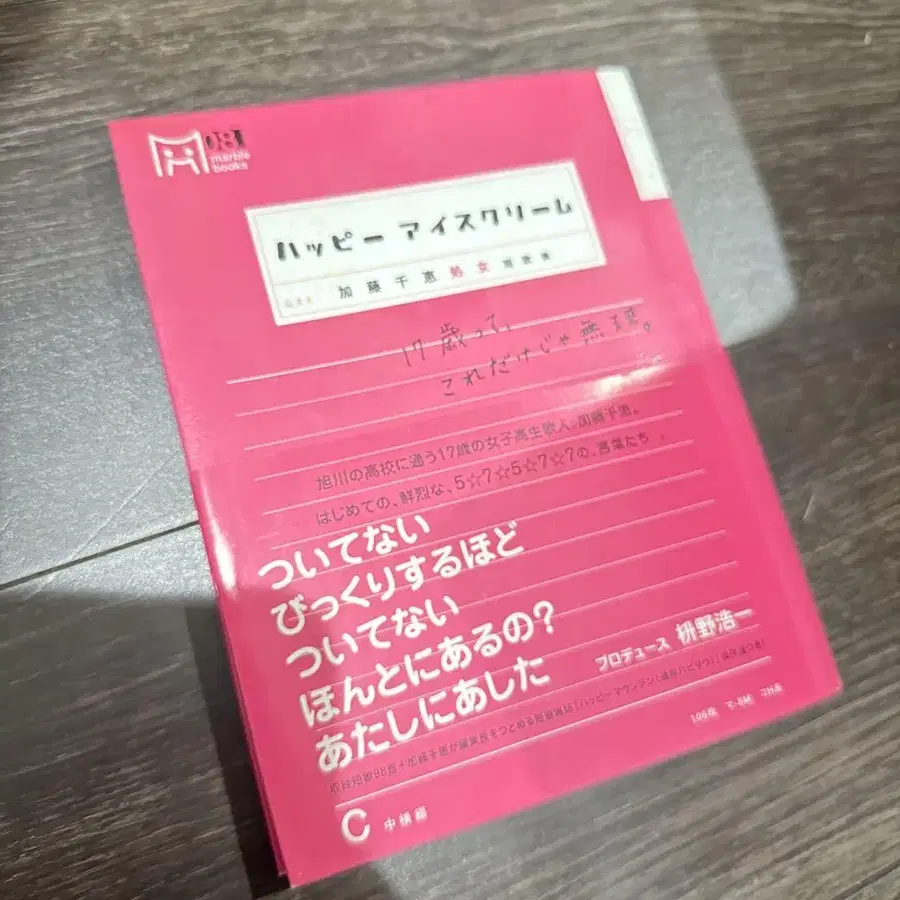 marble
books
ハッピー アイスクリーム
加藤千恵 処女 短歌集
17歳って、
これだけじゃ無理。
旭川の高校に通う17歳の女子高生歌人。加藤千恵。
はじめての、鮮烈な、5☆7☆5☆7☆7の、言葉たち
ついてない
びっくりするほど
ついてない
ほんとにあるの?
あたしにあした
プロデュース 枡野浩一
C 中横罫